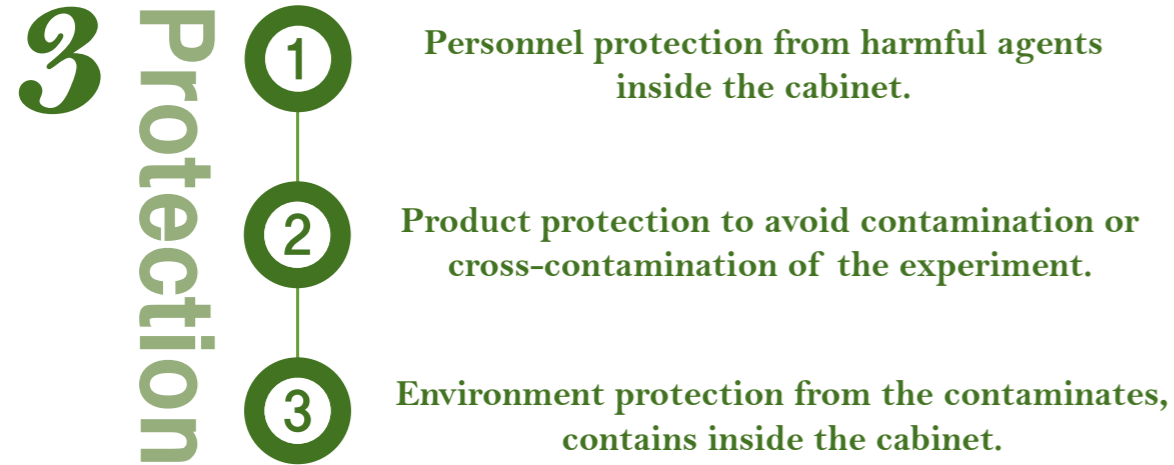 3
Protection
1
Personnel protection from harmful agents
inside the cabinet.
2
Product protection to avoid contamination or
cross-contamination of the experiment.
3
Environment protection from the contaminates,
contains inside the cabinet.